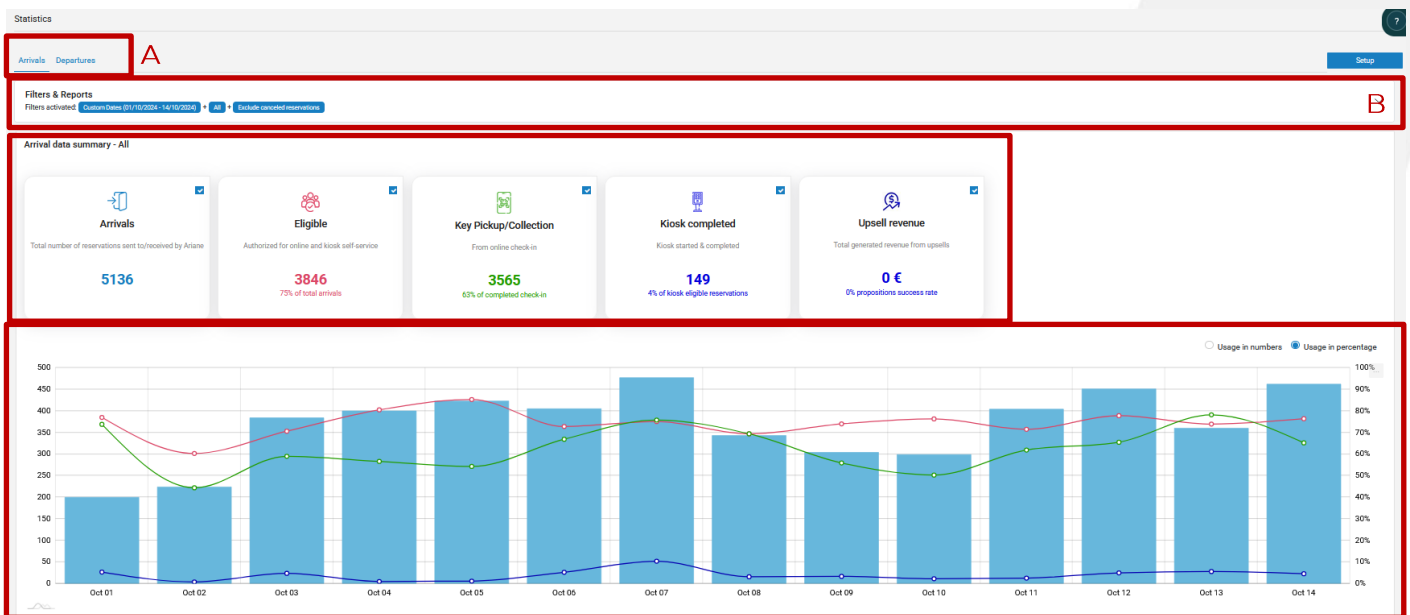 Statistics
?
A
Arrivals Departures
Setup
Filters & Reports
Filters activated: Custom Dates (01/10/2024 - 14/10/2024) + All + Exclude canceled reservations
B
Arrival data summary - All
Arrivals
Total number of reservations sent to/received by Ariane
5136
Eligible
Authorized for online and kiosk self-service
3846
75% of total arrivals
Key Pickup/Collection
From online check-in
3565
63% of completed check-in
Kiosk completed
Kiosk started & completed
149
4% of kiosk eligible reservations
Upsell revenue
Total generated revenue from upsells
0 €
0% propositions success rate
Usage in numbers Usage in percentage
500 100%
450 90%
400 80%
350 70%
300 60%
250 50%
200 40%
150 30%
100 20%
50 10%
0 0%
Oct 01 Oct 02 Oct 03 Oct 04 Oct 05 Oct 06 Oct 07 Oct 08 Oct 09 Oct 10 Oct 11 Oct 12 Oct 13 Oct 14